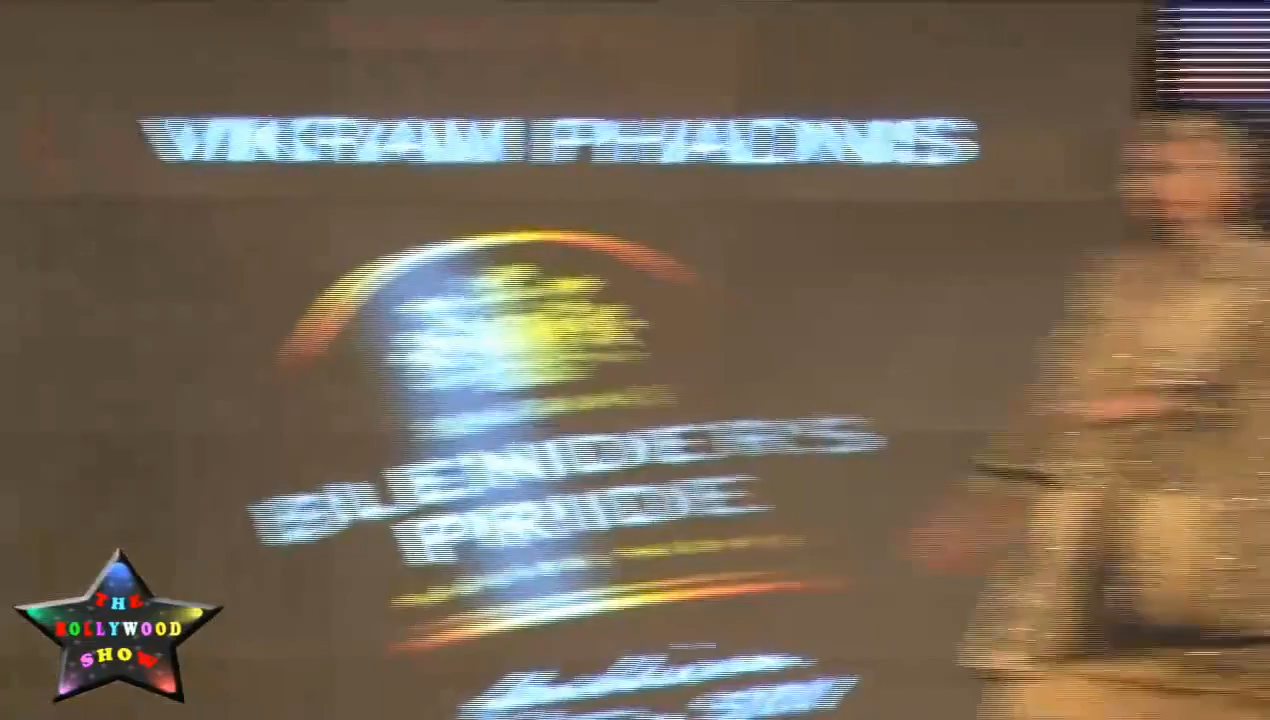 VIKRAM PHADNIS
BLENDERS
PRIDE
THE
BOLLYWOOD
SHOW